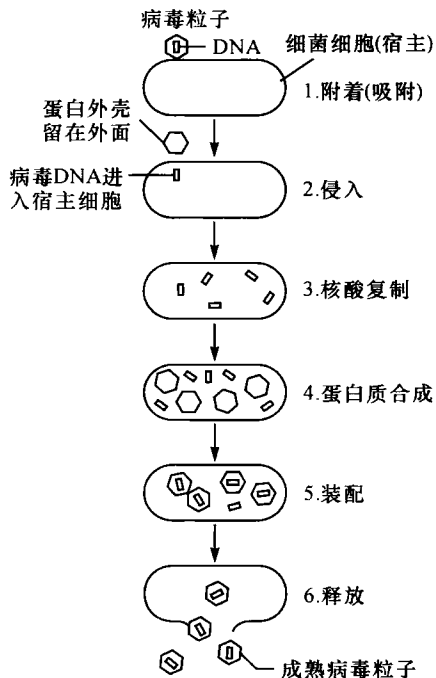 病毒粒子
DNA
细菌细胞(宿主)
1.附着(吸附)
蛋白外壳
留在外面
病毒DNA进
入宿主细胞
2.侵入
3.核酸复制
4.蛋白质合成
5.装配
6.释放
成熟病毒粒子